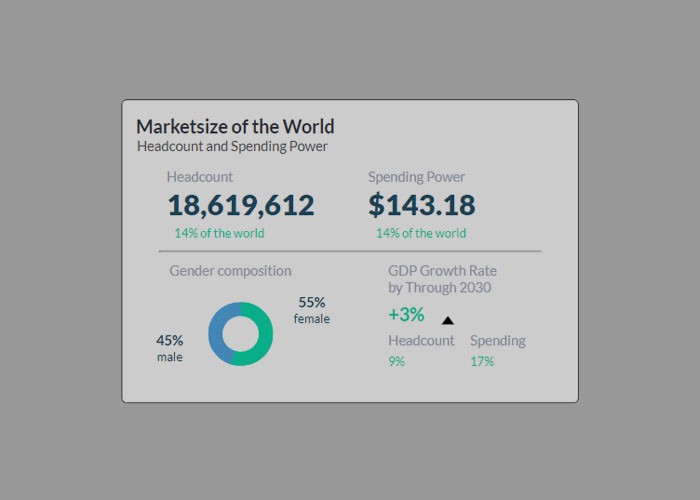 Marketsize of the World
Headcount and Spending Power
Headcount
18,619,612
14% of the world
Spending Power
$143.18
14% of the world
Gender composition
55%
female
45%
male
GDP Growth Rate
by Through 2030
+3%
Headcount
9%
Spending
17%